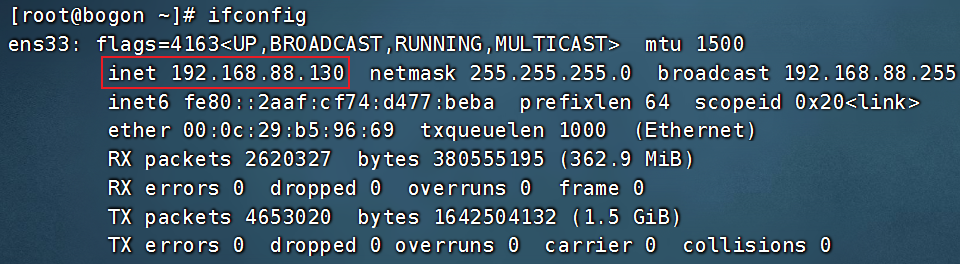 [root@bogon ~]# ifconfig
ens33: flags=4163<UP,BROADCAST,RUNNING,MULTICAST>  mtu 1500
        inet 192.168.88.130  netmask 255.255.255.0  broadcast 192.168.88.255
        inet6 fe80::2aaf:cf74:d477:beba  prefixlen 64  scopeid 0x20<link>
        ether 00:0c:29:b5:96:69  txqueuelen 1000  (Ethernet)
        RX packets 2620327  bytes 380555195 (362.9 MiB)
        RX errors 0  dropped 0  overruns 0  frame 0
        TX packets 4653020  bytes 1642504132 (1.5 GiB)
        TX errors 0  dropped 0 overruns 0  carrier 0  collisions 0